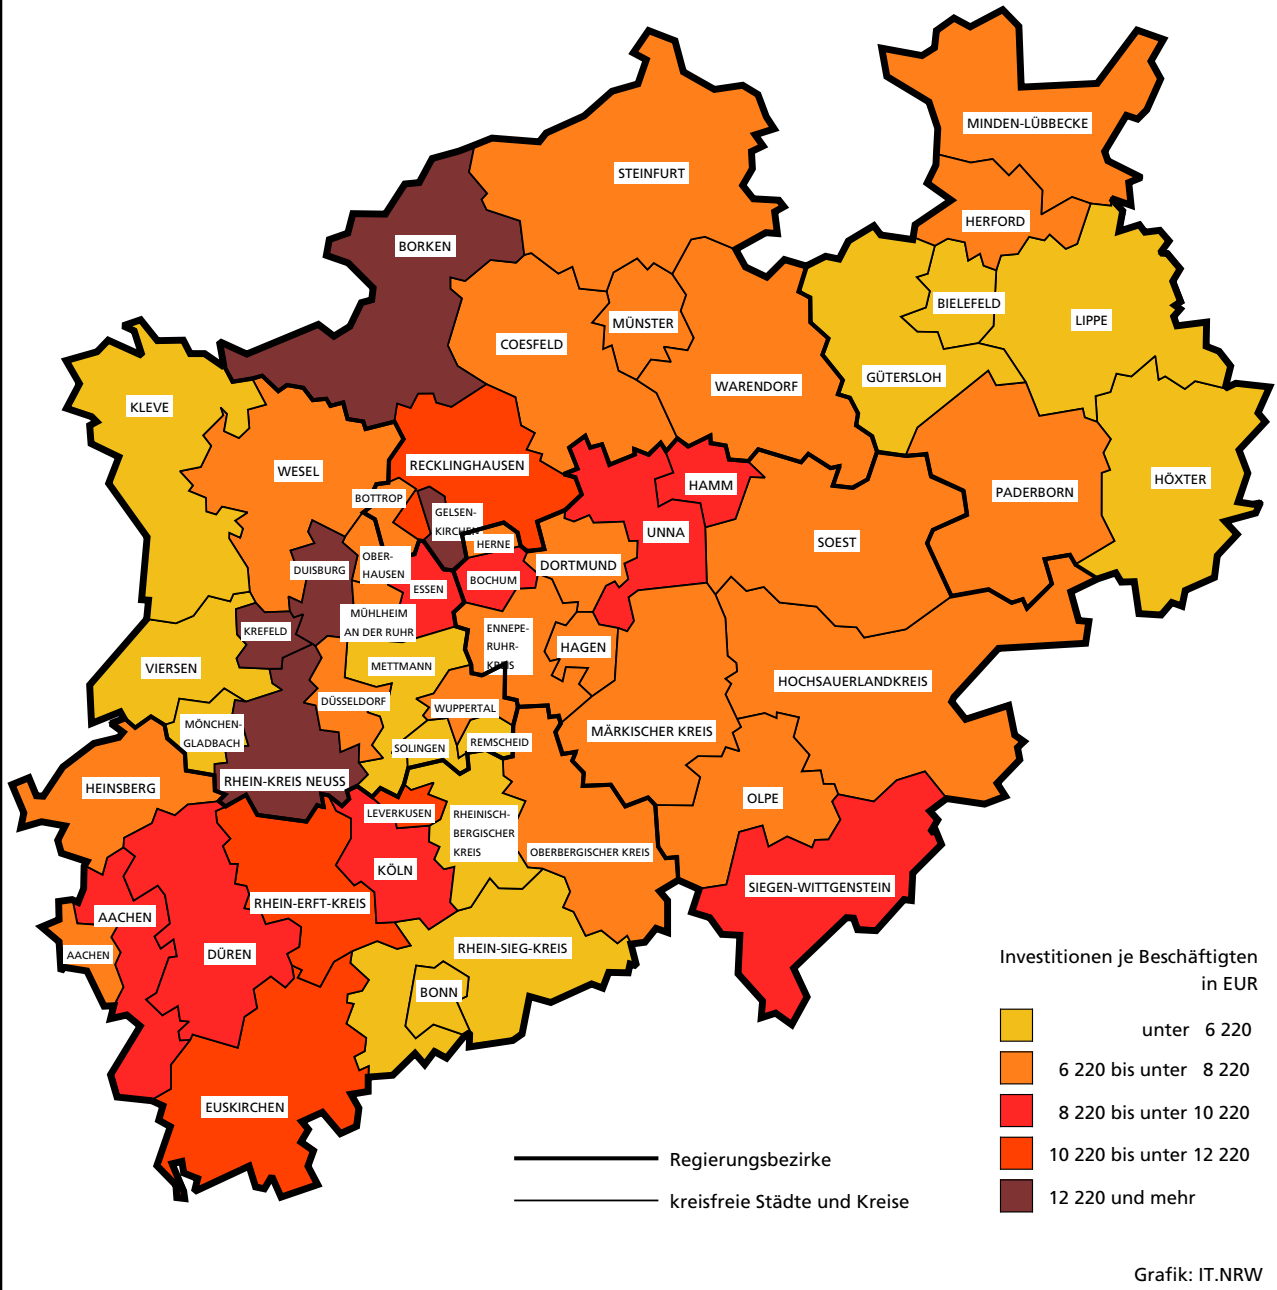 MINDEN-LÜBBECKE
STEINFURT
HERFORD
BORKEN
BIELEFELD
LIPPE
MÜNSTER
COESFELD
GÜTERSLOH
WARENDORF
KLEVE
RECKLINGHAUSEN
WESEL
HÖXTER
HAMM
PADERBORN
BOTTROP
GELSEN-
KIRCHEN
UNNA
SOEST
HERNE
OBER-
HAUSEN
DORTMUND
DUISBURG
BOCHUM
ESSEN
MÜHLHEIM
AN DER RUHR
KREFELD
ENNEPE-
RUHR-
KREIS
HAGEN
VIERSEN
METTMANN
HOCHSAUERLANDKREIS
DÜSSELDORF
WUPPERTAL
MÖNCHEN-
GLADBACH
MÄRKISCHER KREIS
SOLINGEN
REMSCHEID
RHEIN-KREIS NEUSS
HEINSBERG
OLPE
LEVERKUSEN
RHEINISCH-
BERGISCHER
KREIS
OBERBERGISCHER KREIS
KÖLN
SIEGEN-WITTGENSTEIN
RHEIN-ERFT-KREIS
AACHEN
RHEIN-SIEG-KREIS
AACHEN
DÜREN
BONN
EUSKIRCHEN
Investitionen je Beschäftigten
in EUR
unter 6 220
6 220 bis unter 8 220
8 220 bis unter 10 220
10 220 bis unter 12 220
12 220 und mehr
Regierungsbezirke
kreisfreie Städte und Kreise
Grafik: IT.NRW